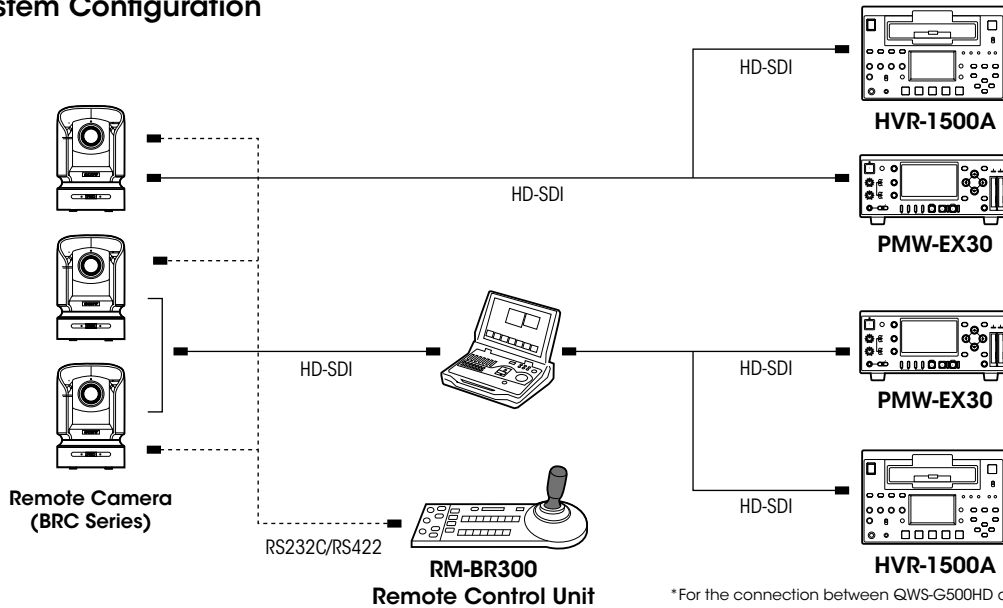 stem Configuration
HD-SDI
HVR-1500A
HD-SDI
PMW-EX30
HD-SDI
HD-SDI
PMW-EX30
Remote Camera
(BRC Series)
HD-SDI
RS232C/RS422
RM-BR300
Remote Control Unit
HVR-1500A
*For the connection between QWS-G500HD